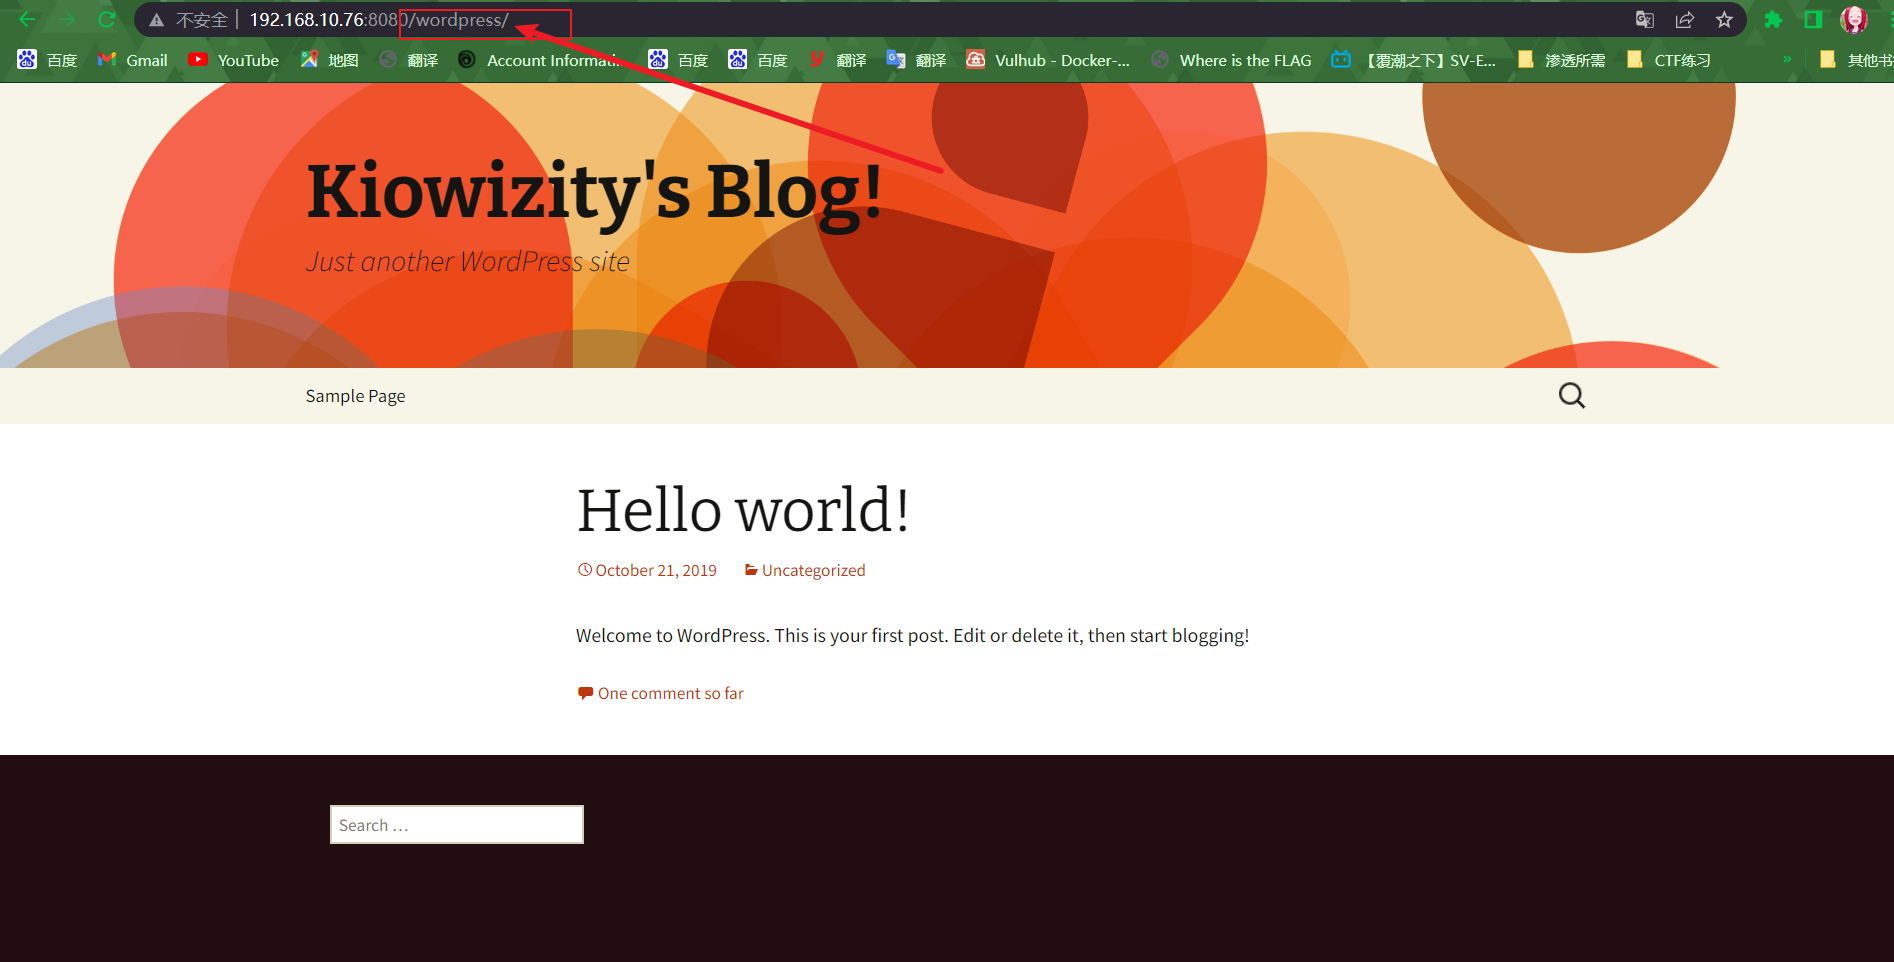 不安全 192.168.10.76:8080/wordpress/
百度 Gmail YouTube 地图 翻译 Account Informati... 百度 百度 翻译 翻译 Vulhub - Docker-... Where is the FLAG 【覆潮之下】SV-E... 渗透所需 CTF练习 » 其他书
Kiowizity's Blog!
Just another WordPress site
Sample Page
Hello world!
October 21, 2019 Uncategorized
Welcome to WordPress. This is your first post. Edit or delete it, then start blogging!
One comment so far
Search …